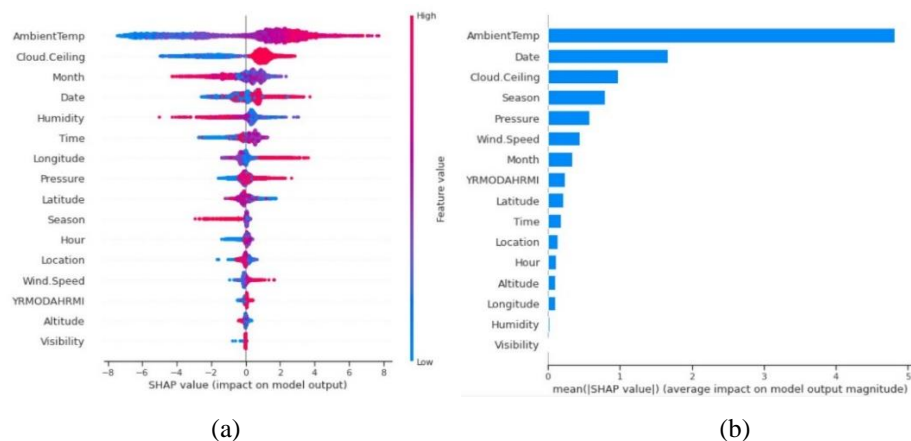 AmbientTemp
Cloud.Ceiling
Month
Date
Humidity
Time
Longitude
Pressure
Latitude
Season
Hour
Location
Wind.Speed
YRMODAHRMI
Altitude
Visibility
−8 −6 −4 −2 0 2 4 6 8
SHAP value (impact on model output)
High
Feature value
Low
(a)
AmbientTemp
Date
Cloud.Ceiling
Season
Pressure
Wind.Speed
Month
YRMODAHRMI
Latitude
Time
Location
Hour
Altitude
Longitude
Humidity
Visibility
0 1 2 3 4 5
mean(|SHAP value|) (average impact on model output magnitude)
(b)